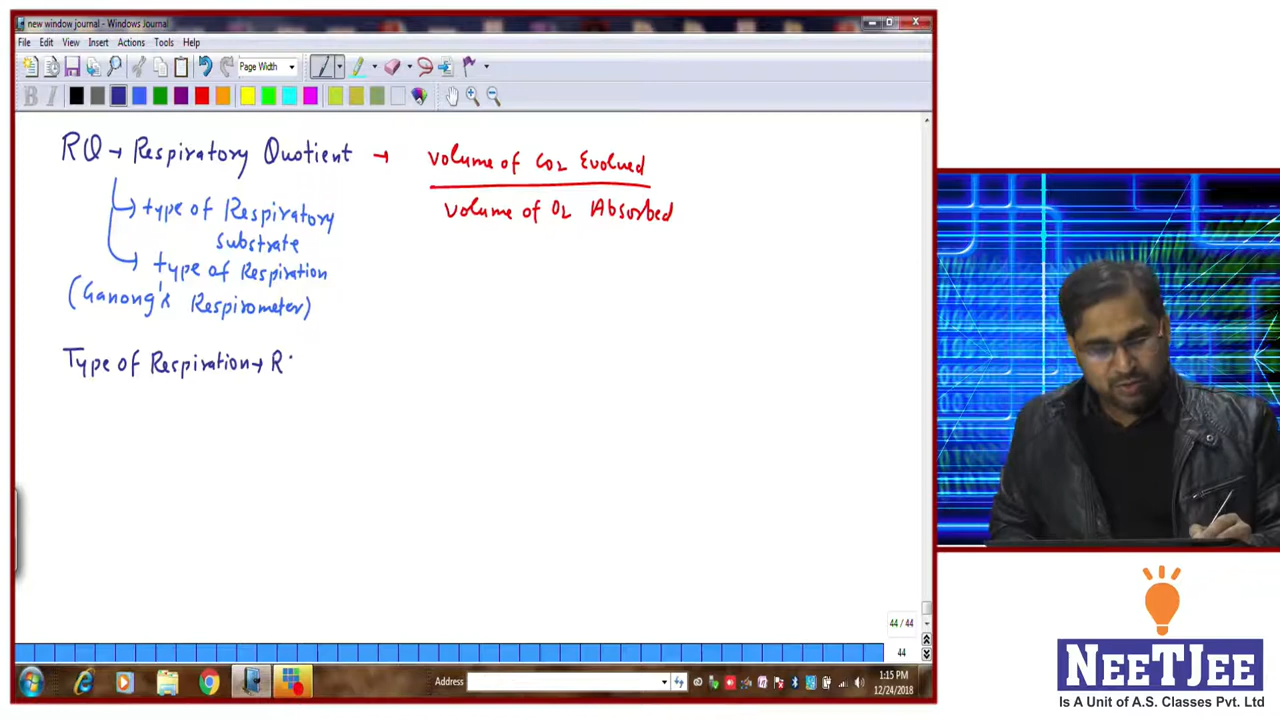 new window journal - Windows Journal
File Edit View Insert Actions Tools Help
Page Width
B I
RQ → Respiratory Quotient → volume of CO2 Evolved
volume of O2 Absorbed
→ type of Respiratory
substrate
→ type of Respiration
(Ganong's Respirometer)
Type of Respiration → R
44 / 44
44
Address
1:15 PM
12/24/2018
NEETJEE
Is A Unit of A.S. Classes Pvt. Ltd